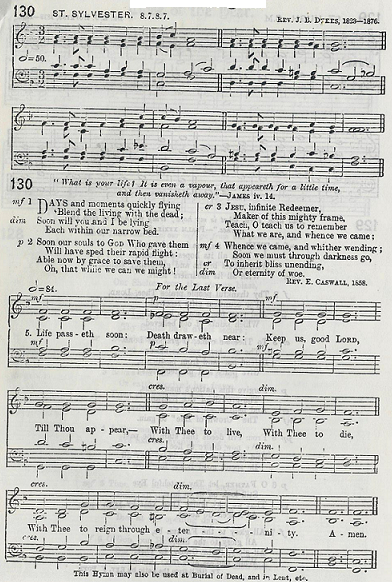 130 ST. SYLVESTER. 8.7.8.7. REV. J. B. DYKES, 1823—1876.
=50.
130 "What is your life? It is even a vapour, that appeareth for a little time,
and then vanisheth away."—JAMES iv. 14.
mf 1 DAYS and moments quickly flying
Blend the living with the dead;
dim Soon will you and I be lying
Each within our narrow bed.
p 2 Soon our souls to GOD Who gave them
Will have sped their rapid flight:
Able now by grace to save them,
Oh, that while we can we might!
cr 3 JESU, infinite Redeemer,
Maker of this mighty frame,
Teach, O teach us to remember
What we are, and whence we came;
mf 4 Whence we came, and whither wending;
Soon we must through darkness go,
cr To inherit bliss unending,
dim Or eternity of woe.
REV. E. CASWALL, 1858.
=84. For the Last Verse.
mf p mf
5. Life pass - eth soon: Death draw - eth near: Keep us, good LORD,
mf p mf
cres. dim.
Till Thou ap - pear,— With Thee to live, With Thee to die,
cres. dim.
cres. dim.
With Thee to reign through e - ter - ni - ty. A - men.
cres. dim.
This Hymn may also be used at Burial of Dead, and in Lent, etc.